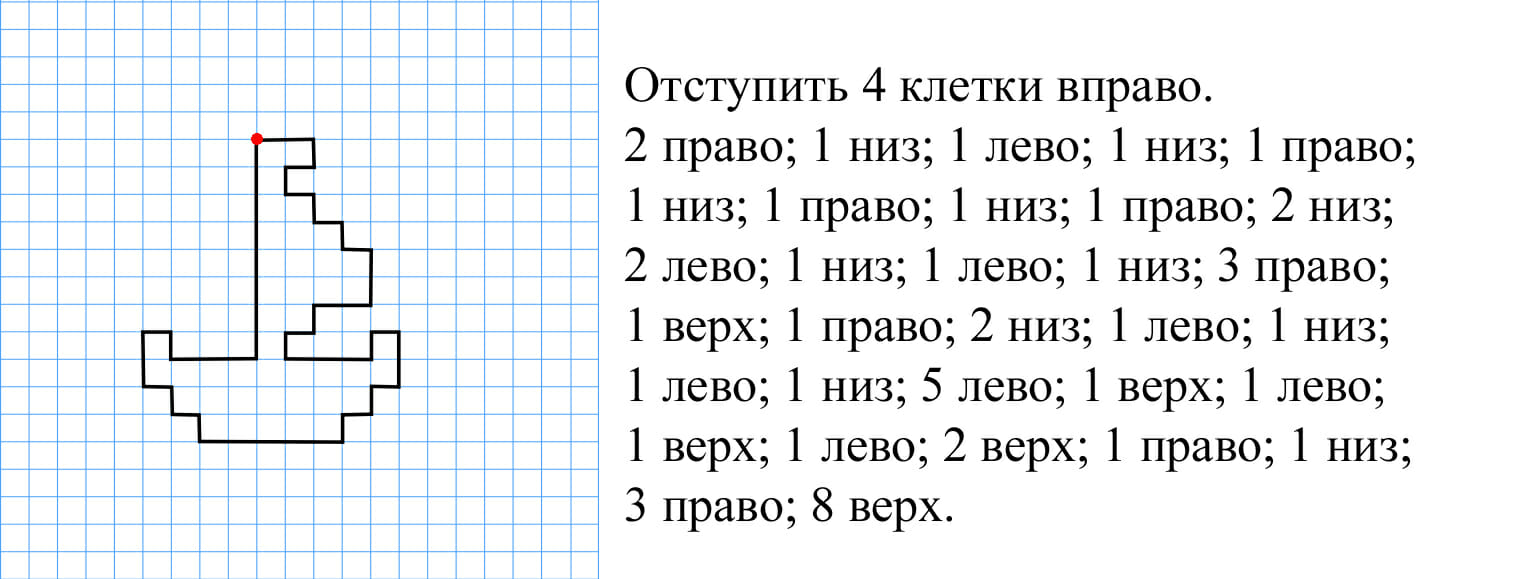 Отступить 4 клетки вправо.
2 право; 1 низ; 1 лево; 1 низ; 1 право;
1 низ; 1 право; 1 низ; 1 право; 2 низ;
2 лево; 1 низ; 1 лево; 1 низ; 3 право;
1 верх; 1 право; 2 низ; 1 лево; 1 низ;
1 лево; 1 низ; 5 лево; 1 верх; 1 лево;
1 верх; 1 лево; 2 верх; 1 право; 1 низ;
3 право; 8 верх.